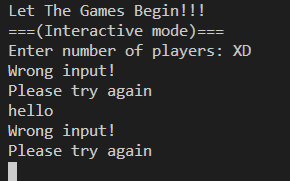 Let The Games Begin!!!
===(Interactive mode)===
Enter number of players: XD
Wrong input!
Please try again
hello
Wrong input!
Please try again